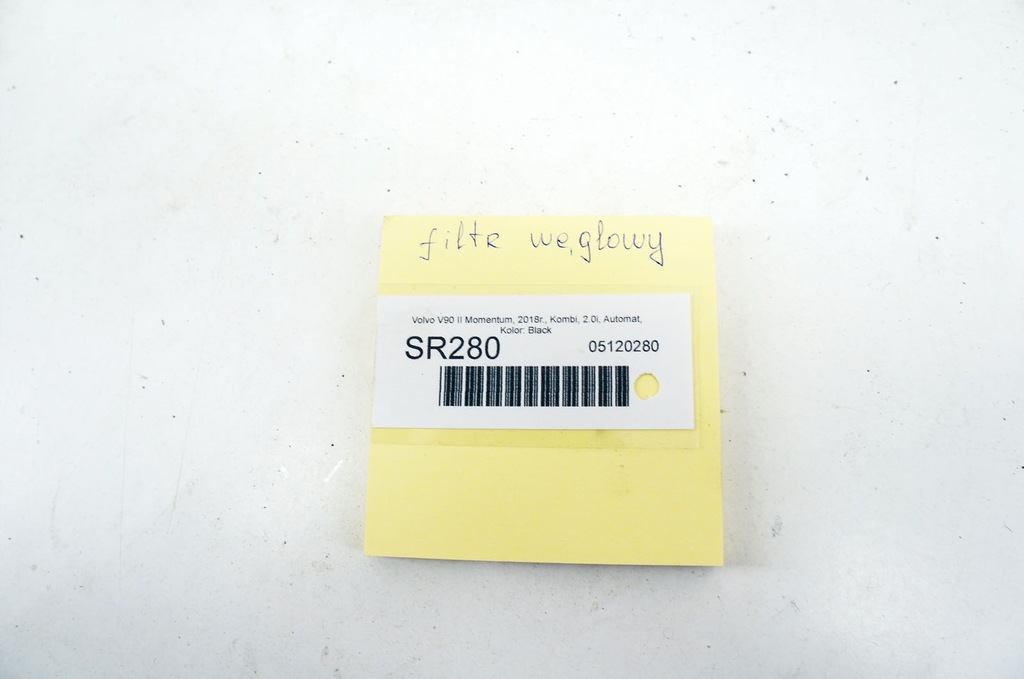 filtr węglowy
Volvo V90 II Momentum, 2018r., Kombi, 2.0i, Automat,
Kolor: Black
SR280 05120280